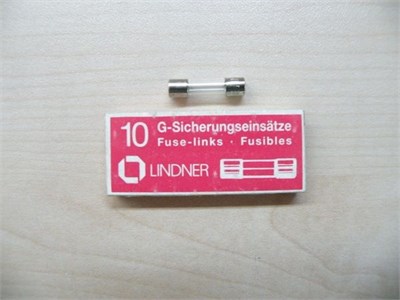 10 G-Sicherungseinsätze
Fuse-links · Fusibles
LINDNER